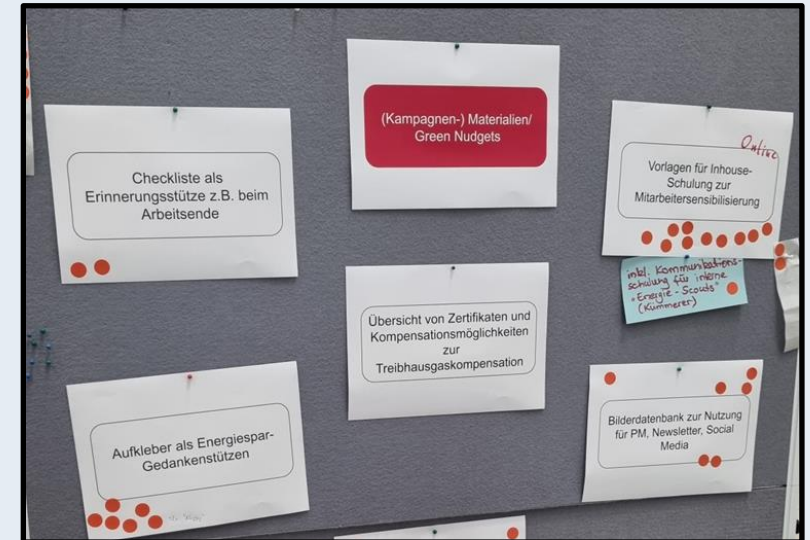 (Kampagnen-) Materialien/
Green Nudgets
Checkliste als
Erinnerungsstütze z.B. beim
Arbeitsende
Online
Vorlagen für Inhouse-
Schulung zur
Mitarbeitersensibilisierung
inkl. Kommunikations-
schulung für interne
"Energie-Scouts"
(Kümmerer)
Übersicht von Zertifikaten und
Kompensationsmöglichkeiten
zur
Treibhausgaskompensation
Aufkleber als Energiespar-
Gedankenstützen
Bilderdatenbank zur Nutzung
für PM, Newsletter, Social
Media